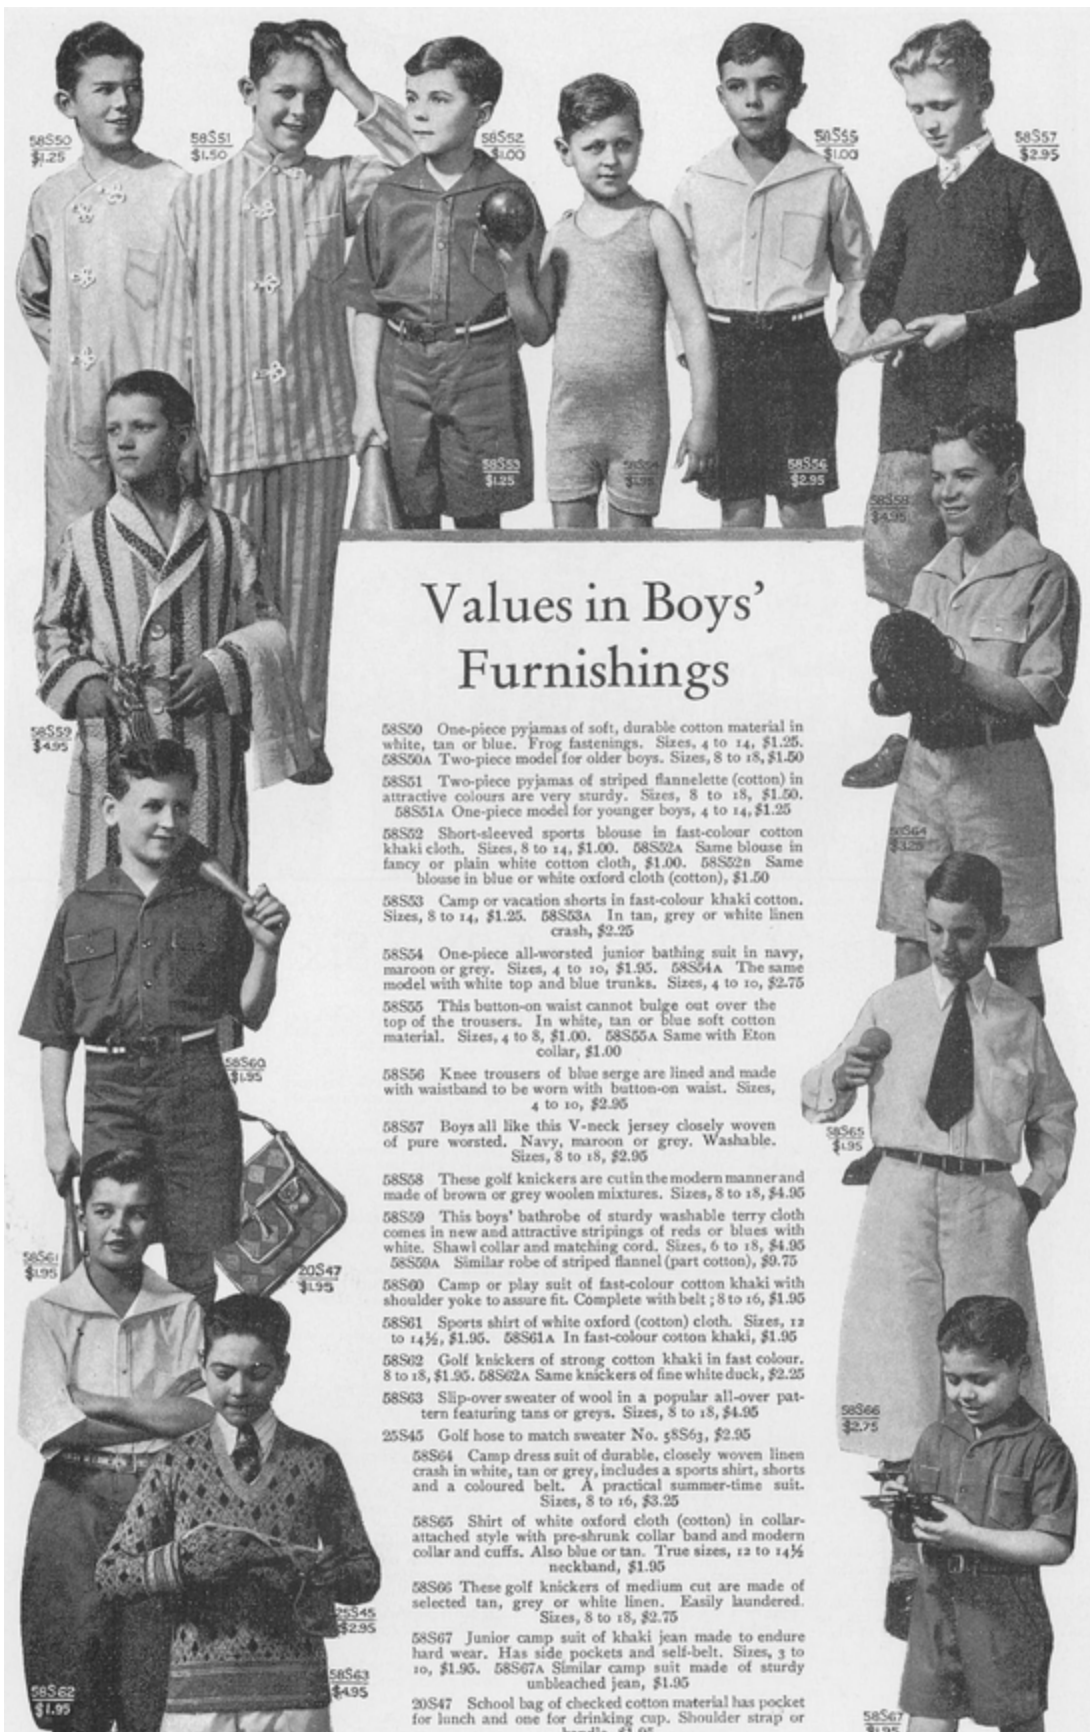 58S50
$1.25
58S51
$1.50
58S52
$1.00
58S55
$1.00
58S57
$2.95
58S53
$1.25
58S54
$1.95
58S56
$2.95
58S58
$4.95
Values in Boys'
Furnishings
58S59
$4.95
58S50 One-piece pyjamas of soft, durable cotton material in
white, tan or blue. Frog fastenings. Sizes, 4 to 14, $1.25.
58S50A Two-piece model for older boys. Sizes, 8 to 18, $1.50
58S51 Two-piece pyjamas of striped flannelette (cotton) in
attractive colours are very sturdy. Sizes, 8 to 18, $1.50.
58S51A One-piece model for younger boys, 4 to 14, $1.25
58S52 Short-sleeved sports blouse in fast-colour cotton
khaki cloth. Sizes, 8 to 14, $1.00. 58S52A Same blouse in
fancy or plain white cotton cloth, $1.00. 58S52B Same
blouse in blue or white oxford cloth (cotton), $1.50
58S53 Camp or vacation shorts in fast-colour khaki cotton.
Sizes, 8 to 14, $1.25. 58S53A In tan, grey or white linen
crash, $2.25
58S54 One-piece all-worsted junior bathing suit in navy,
maroon or grey. Sizes, 4 to 10, $1.95. 58S54A The same
model with white top and blue trunks. Sizes, 4 to 10, $2.75
58S55 This button-on waist cannot bulge out over the
top of the trousers. In white, tan or blue soft cotton
material. Sizes, 4 to 8, $1.00. 58S55A Same with Eton
collar, $1.00
58S56 Knee trousers of blue serge are lined and made
with waistband to be worn with button-on waist. Sizes,
4 to 10, $2.95
58S57 Boys all like this V-neck jersey closely woven
of pure worsted. Navy, maroon or grey. Washable.
Sizes, 8 to 18, $2.95
58S58 These golf knickers are cut in the modern manner and
made of brown or grey woolen mixtures. Sizes, 8 to 18, $4.95
58S59 This boys' bathrobe of sturdy washable terry cloth
comes in new and attractive stripings of reds or blues with
white. Shawl collar and matching cord. Sizes, 6 to 18, $4.95
58S59A Similar robe of striped flannel (part cotton), $9.75
58S60 Camp or play suit of fast-colour cotton khaki with
shoulder yoke to assure fit. Complete with belt; 8 to 16, $1.95
58S61 Sports shirt of white oxford (cotton) cloth. Sizes, 12
to 14½, $1.95. 58S61A In fast-colour cotton khaki, $1.95
58S62 Golf knickers of strong cotton khaki in fast colour.
8 to 18, $1.95. 58S62A Same knickers of fine white duck, $2.25
58S63 Slip-over sweater of wool in a popular all-over pat-
tern featuring tans or greys. Sizes, 8 to 18, $4.95
25S45 Golf hose to match sweater No. 58S63, $2.95
58S64 Camp dress suit of durable, closely woven linen
crash in white, tan or grey, includes a sports shirt, shorts
and a coloured belt. A practical summer-time suit.
Sizes, 8 to 16, $3.25
58S65 Shirt of white oxford cloth (cotton) in collar-
attached style with pre-shrunk collar band and modern
collar and cuffs. Also blue or tan. True sizes, 12 to 14½
neckband, $1.95
58S66 These golf knickers of medium cut are made of
selected tan, grey or white linen. Easily laundered.
Sizes, 8 to 18, $2.75
58S67 Junior camp suit of khaki jean made to endure
hard wear. Has side pockets and self-belt. Sizes, 3 to
10, $1.95. 58S67A Similar camp suit made of sturdy
unbleached jean, $1.95
20S47 School bag of checked cotton material has pocket
for lunch and one for drinking cup. Shoulder strap or
58S64
$3.25
58S60
$1.95
58S65
$1.95
58S61
$1.95
20S47
$1.95
58S66
$2.75
25S45
$2.95
58S63
$4.95
58S62
$1.95
58S67